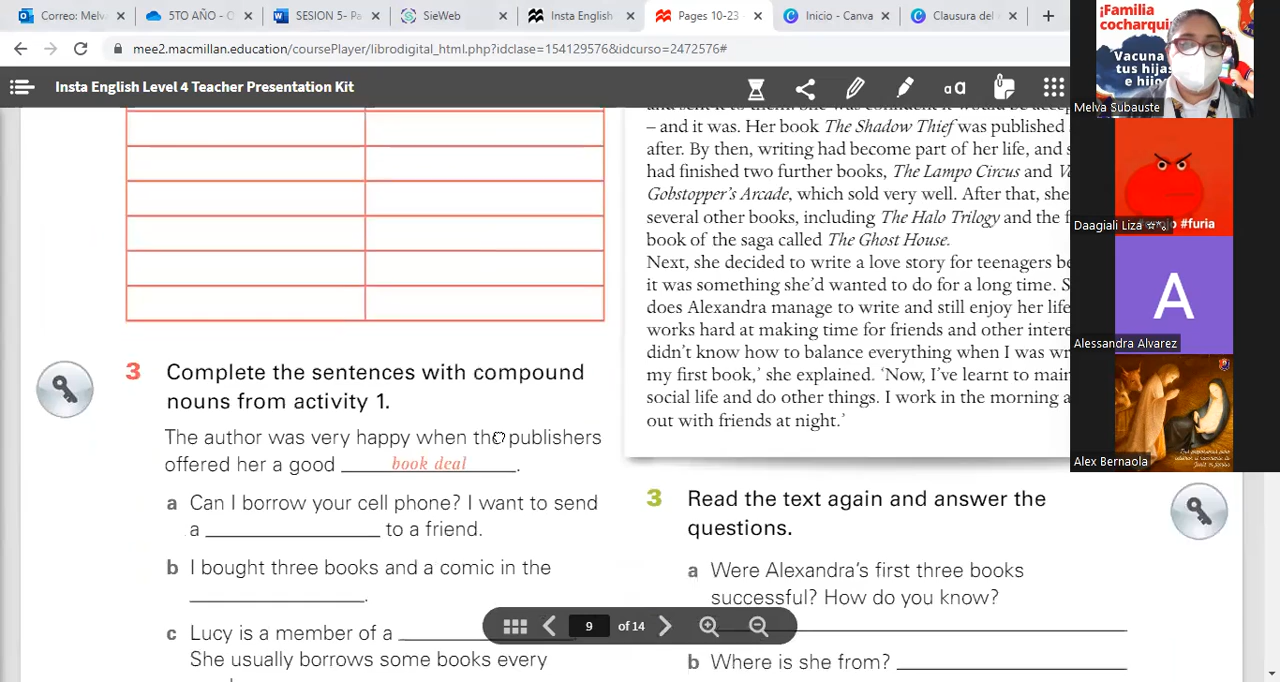 Correo: Melv
5TO AÑO - O
SESION 5- Pa
SieWeb
Insta English
Pages 10-23 -
Inicio - Canva
Clausura del
mee2.macmillan.education/coursePlayer/librodigital_html.php?idclase=154129576&idcurso=2472576#
Insta English Level 4 Teacher Presentation Kit
aa
¡Familia
cocharqui
Vacuna
tus hijas
e hijo
Melva Subauste
#furia
Daagiali Liza
A
Alessandra Alvarez
Alex Bernaola
3 Complete the sentences with compound
nouns from activity 1.
The author was very happy when the publishers
offered her a good book deal.
a Can I borrow your cell phone? I want to send
a ________ to a friend.
b I bought three books and a comic in the
________.
c Lucy is a member of a ________.
She usually borrows some books every
– and it was. Her book The Shadow Thief was published
after. By then, writing had become part of her life, and s
had finished two further books, The Lampo Circus and Ve
Gobstopper's Arcade, which sold very well. After that, she
several other books, including The Halo Trilogy and the f
book of the saga called The Ghost House.
Next, she decided to write a love story for teenagers be
it was something she'd wanted to do for a long time. S
does Alexandra manage to write and still enjoy her life
works hard at making time for friends and other intere
didn't know how to balance everything when I was wr
my first book,' she explained. 'Now, I've learnt to main
social life and do other things. I work in the morning a
out with friends at night.'
3 Read the text again and answer the
questions.
a Were Alexandra's first three books
successful? How do you know?
b Where is she from? ________
9 of 14